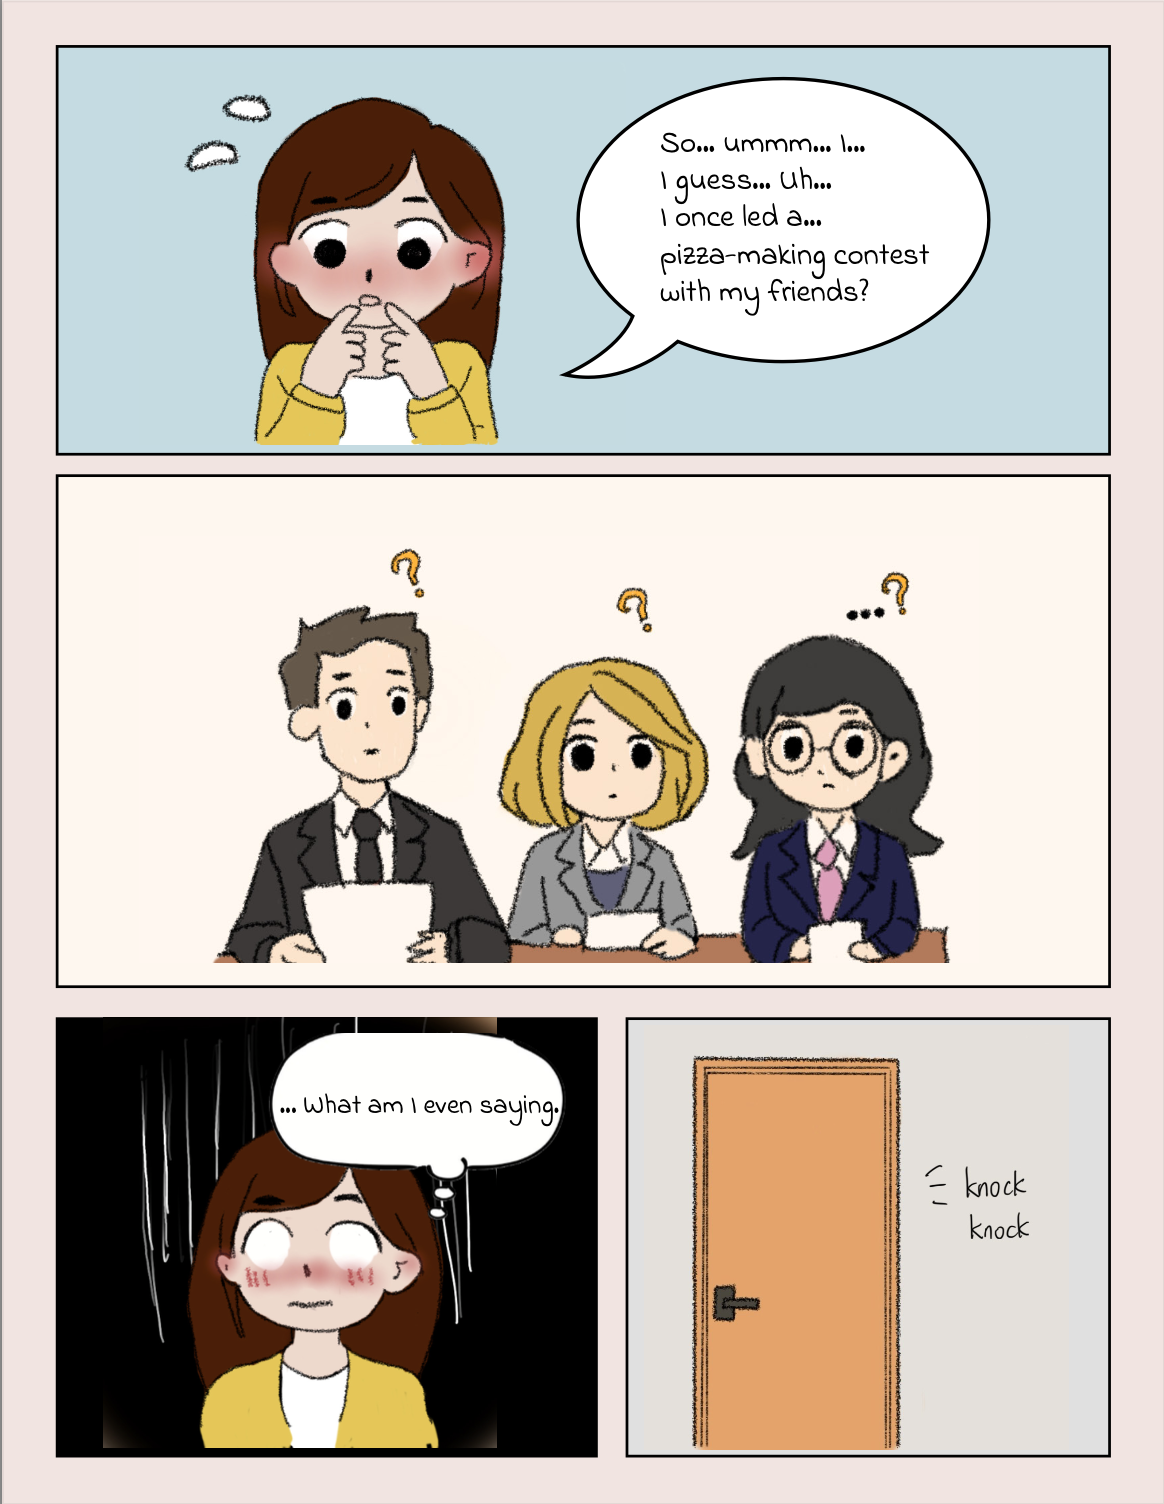 So... ummm... I...
I guess... Uh...
I once led a...
pizza-making contest
with my friends?
?
?
...?
... What am I even saying.
knock
knock